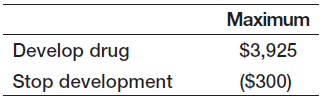 Maximum
Develop drug $3,925
Stop development ($300)